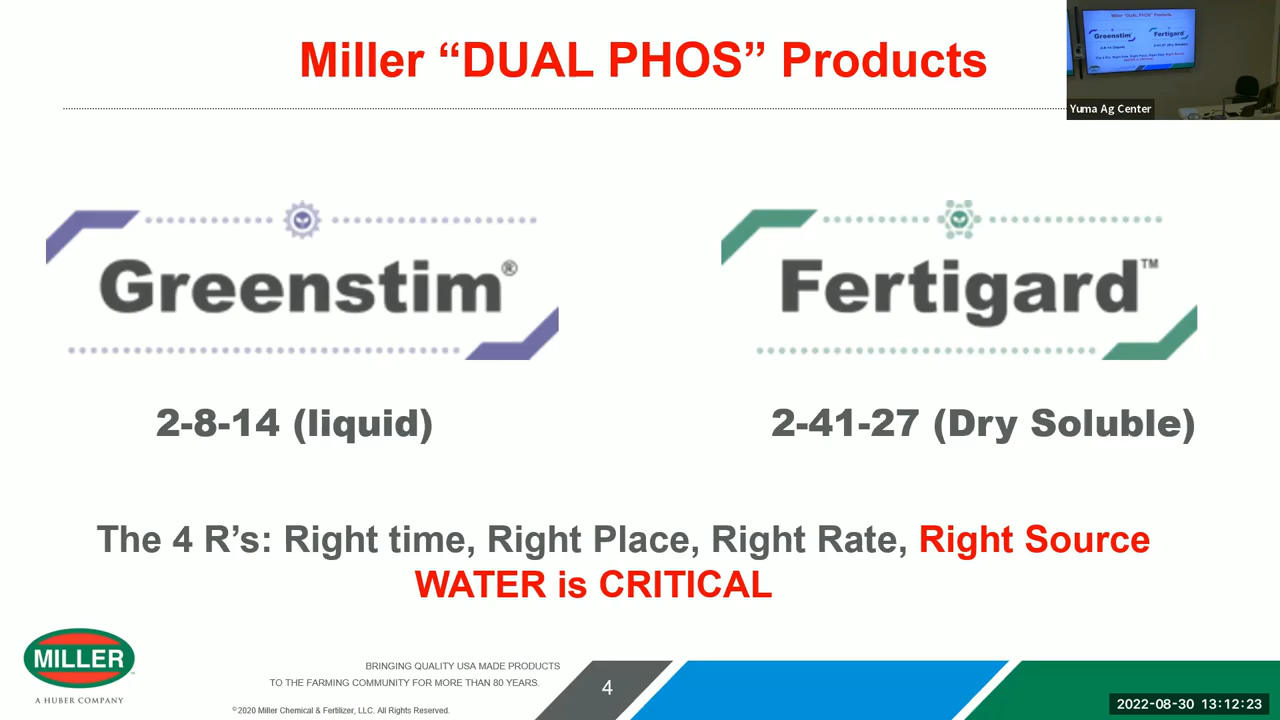 Miller “DUAL PHOS” Products
Yuma Ag Center
Greenstim®
Fertigard™
2-8-14 (liquid)
2-41-27 (Dry Soluble)
The 4 R’s: Right time, Right Place, Right Rate, Right Source
WATER is CRITICAL
MILLER
A HUBER COMPANY
BRINGING QUALITY USA MADE PRODUCTS
TO THE FARMING COMMUNITY FOR MORE THAN 80 YEARS.
© 2020 Miller Chemical & Fertilizer, LLC. All Rights Reserved.
4
2022-08-30 13:12:23